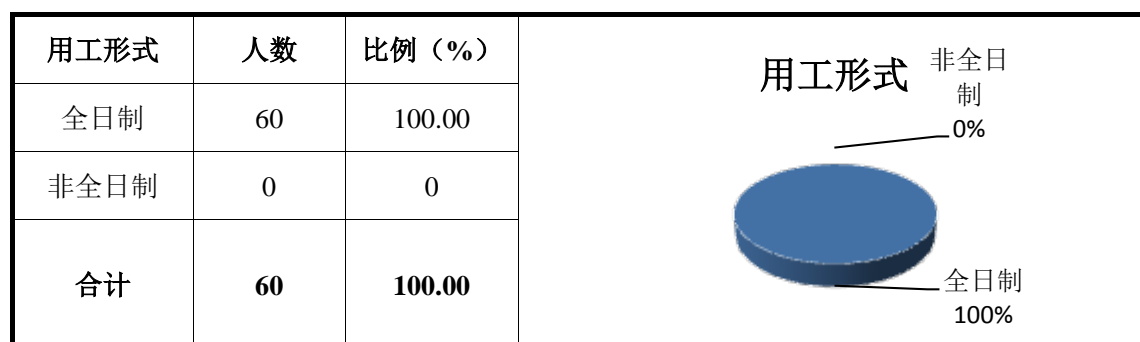 用工形式 人数 比例（%）
全日制 60 100.00
非全日制 0 0
合计 60 100.00
用工形式
非全日
制
0%
全日制
100%